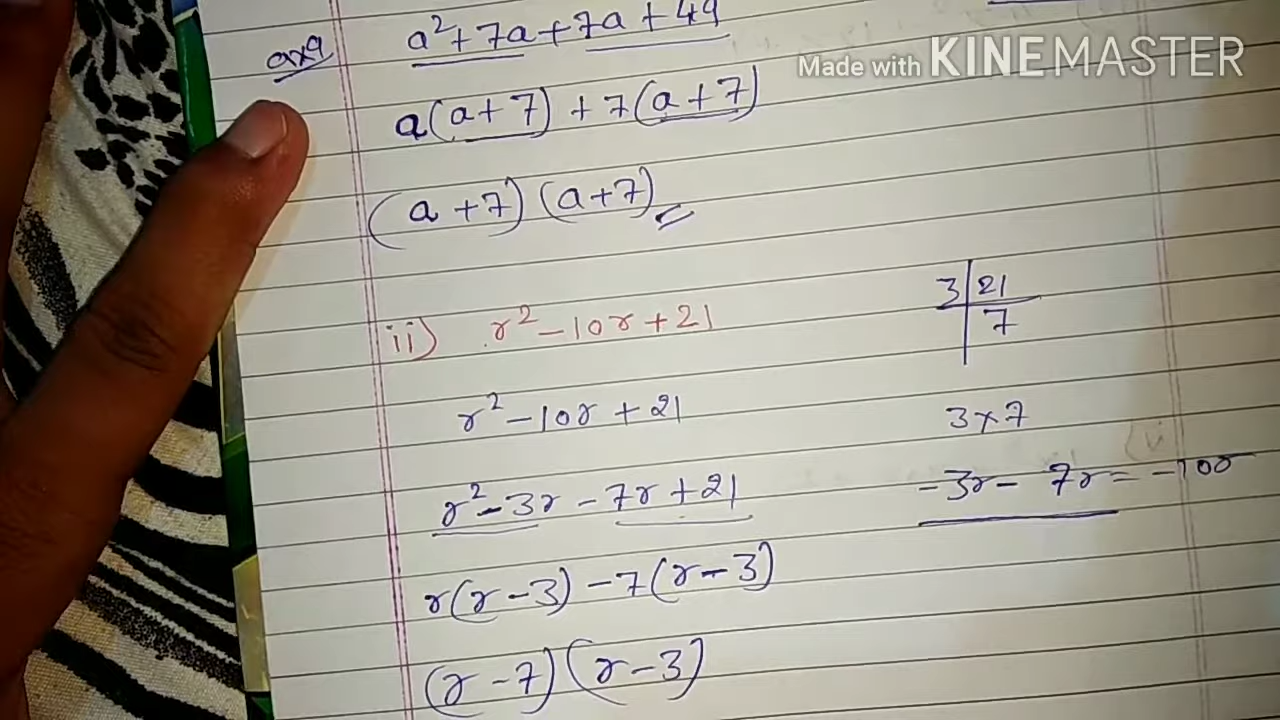 a² + 7a + 7a + 49
a×a
Made with KINEMASTER
a(a + 7) + 7(a + 7)
(a + 7)(a + 7)
ii) r² - 10r + 21
3 | 21
7
r² - 10r + 21
3 × 7
r² - 3r - 7r + 21
-3r - 7r = -10r
r(r - 3) - 7(r - 3)
(r - 7)(r - 3)